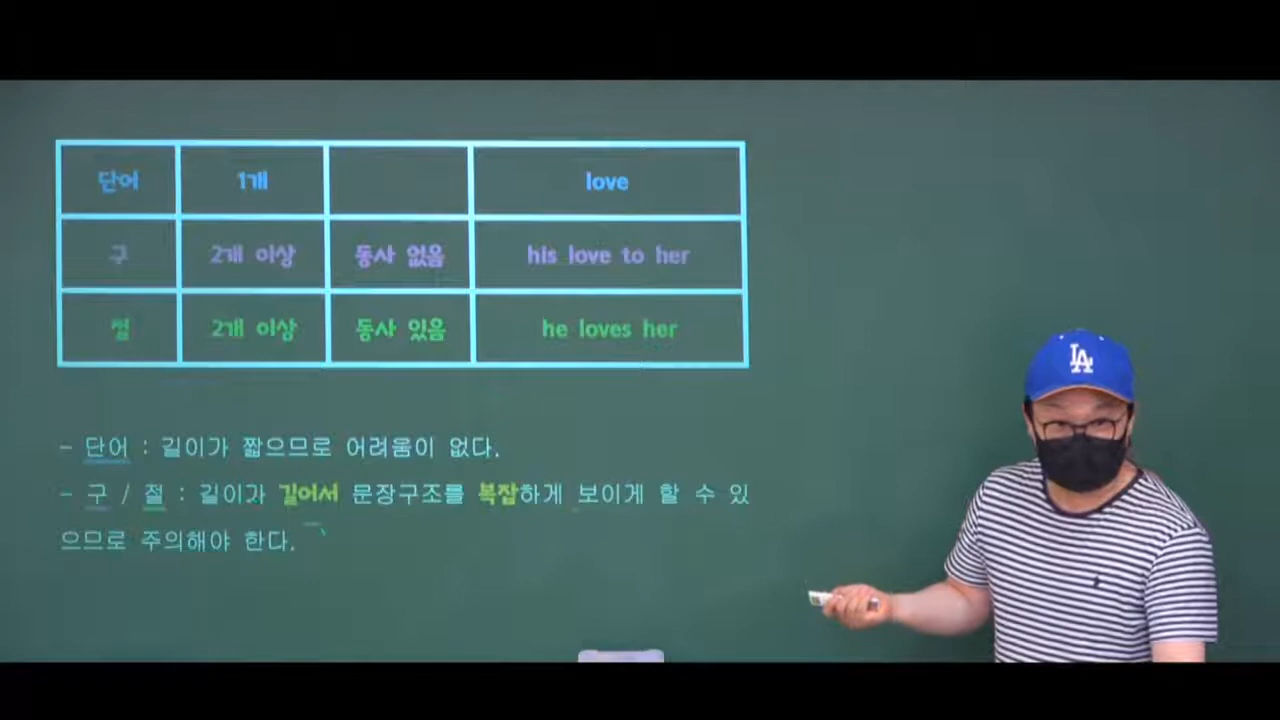 단어 1개 love
구 2개 이상 동사 없음 his love to her
절 2개 이상 동사 있음 he loves her
- 단어 : 길이가 짧으므로 어려움이 없다.
- 구 / 절 : 길이가 길어서 문장구조를 복잡하게 보이게 할 수 있
으므로 주의해야 한다.
LA